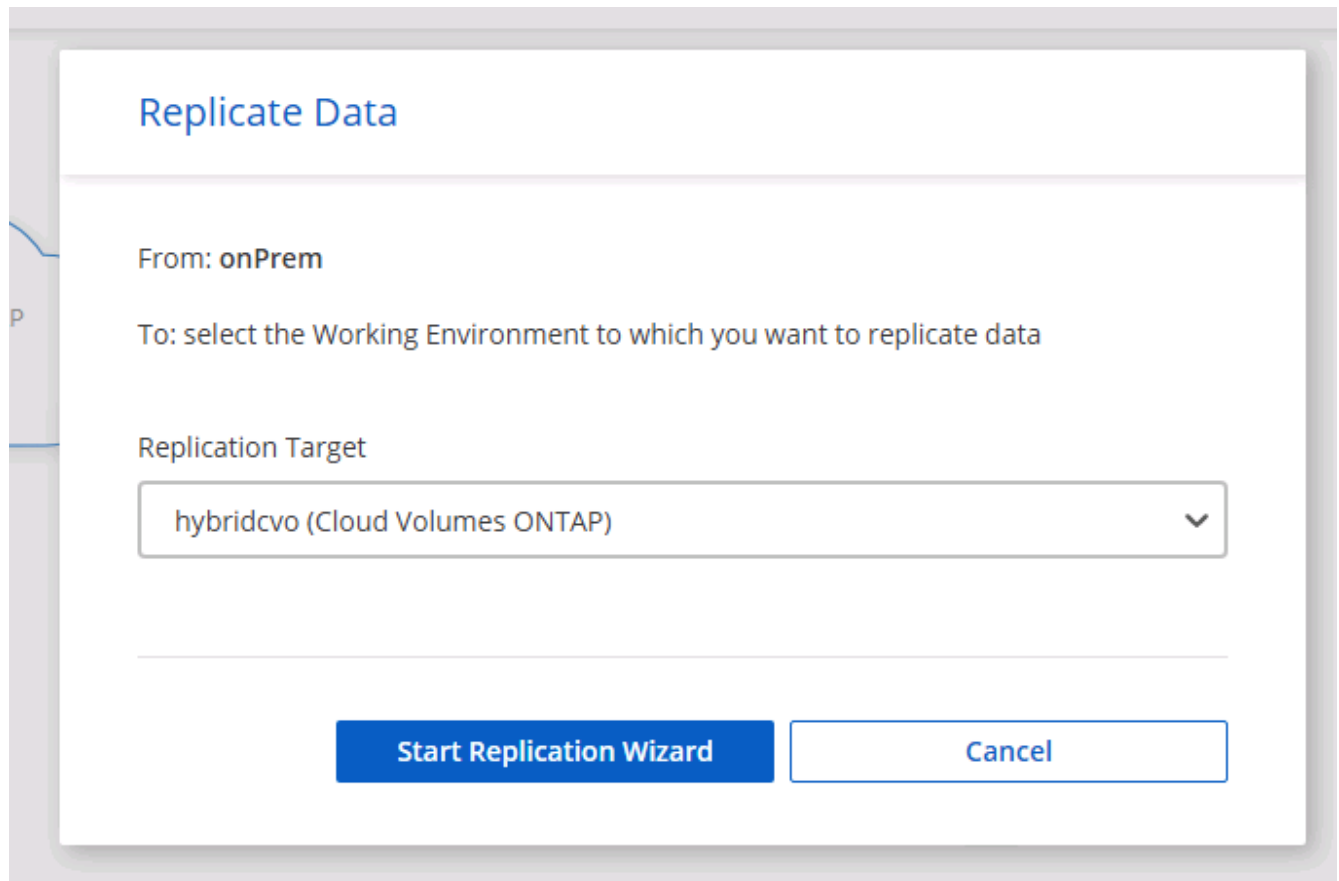 Replicate Data
From: onPrem
P
To: select the Working Environment to which you want to replicate data
Replication Target
hybridcvo (Cloud Volumes ONTAP)
Start Replication Wizard
Cancel